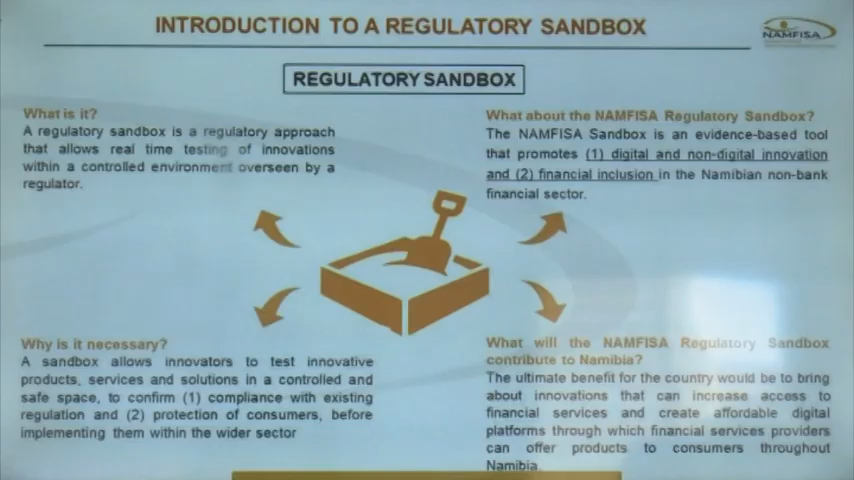 INTRODUCTION TO A REGULATORY SANDBOX
NAMFISA
REGULATORY SANDBOX
What is it?
A regulatory sandbox is a regulatory approach
that allows real time testing of innovations
within a controlled environment overseen by a
regulator.
What about the NAMFISA Regulatory Sandbox?
The NAMFISA Sandbox is an evidence-based tool
that promotes (1) digital and non-digital innovation
and (2) financial inclusion in the Namibian non-bank
financial sector.
Why is it necessary?
A sandbox allows innovators to test innovative
products, services and solutions in a controlled and
safe space, to confirm (1) compliance with existing
regulation and (2) protection of consumers, before
implementing them within the wider sector
What will the NAMFISA Regulatory Sandbox
contribute to Namibia?
The ultimate benefit for the country would be to bring
about innovations that can increase access to
financial services and create affordable digital
platforms through which financial services providers
can offer products to consumers throughout
Namibia.